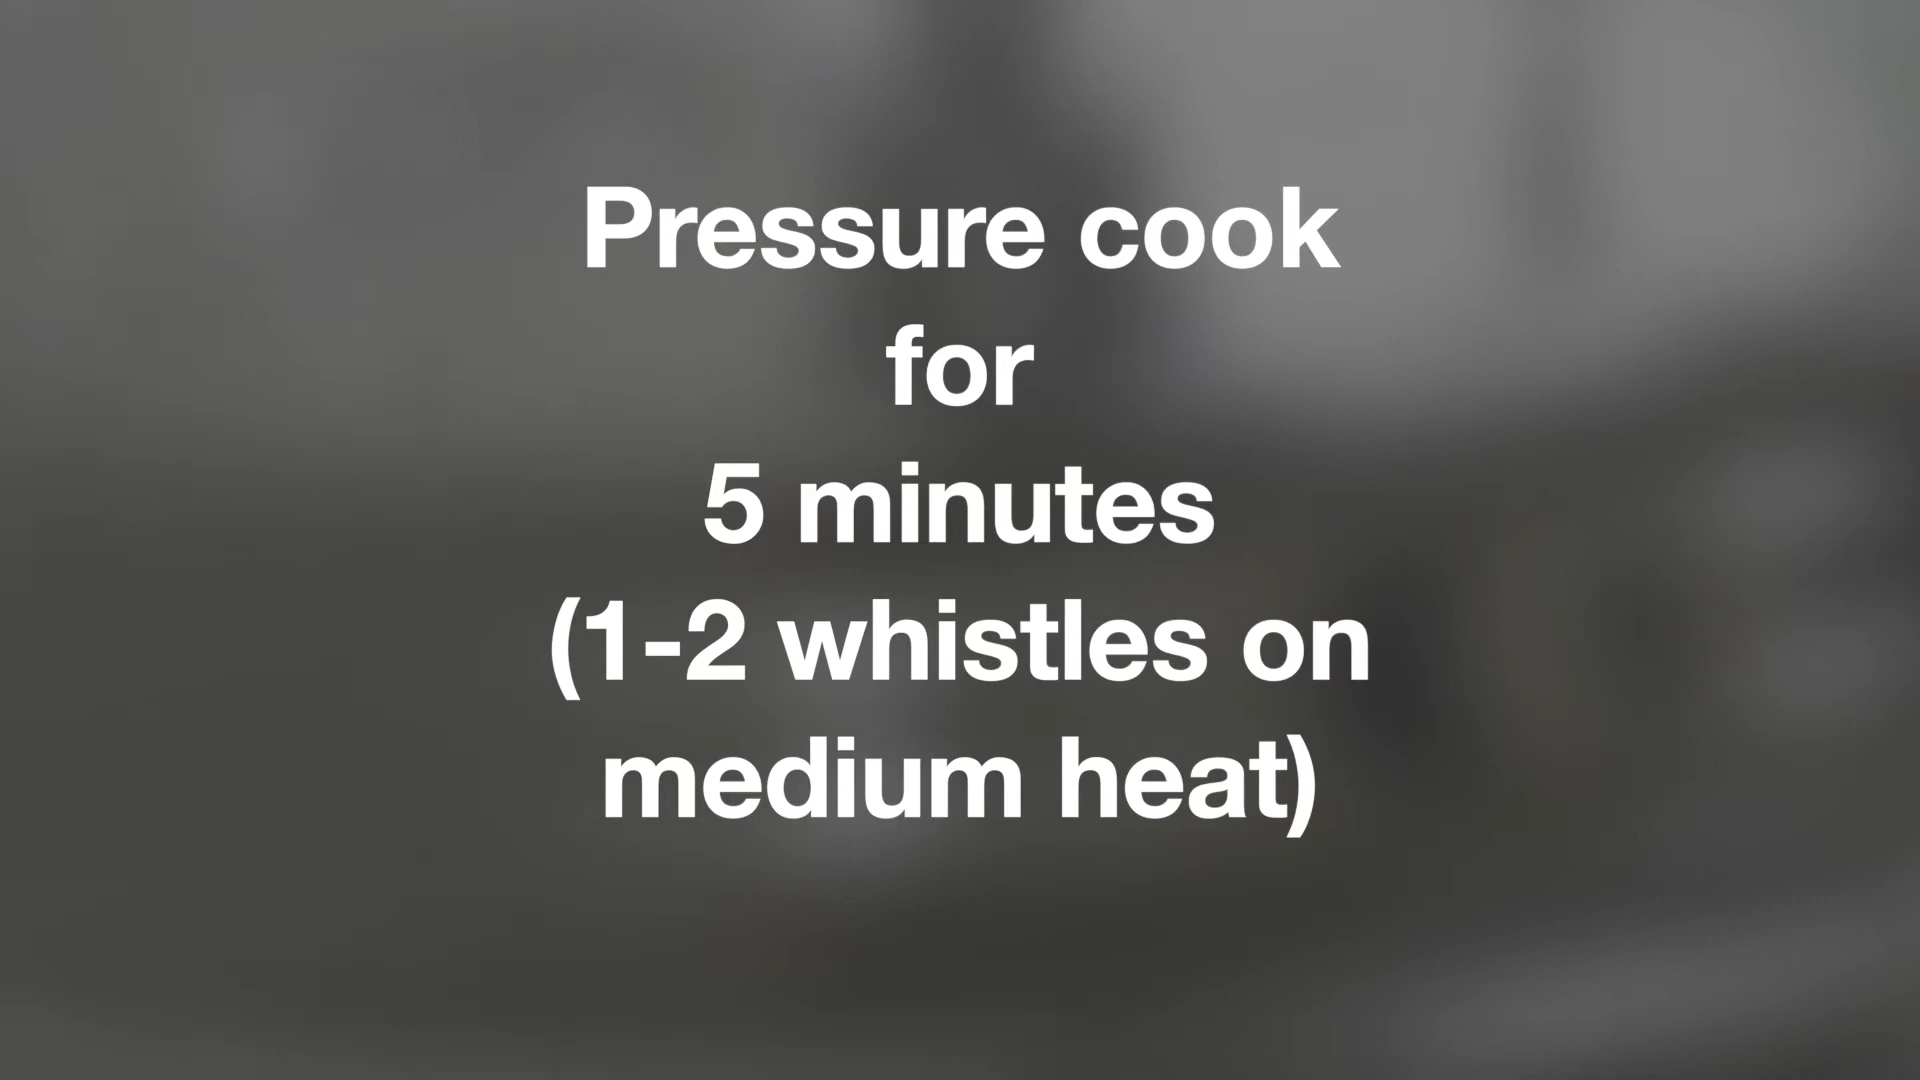 Pressure cook
for
5 minutes
(1-2 whistles on
medium heat)